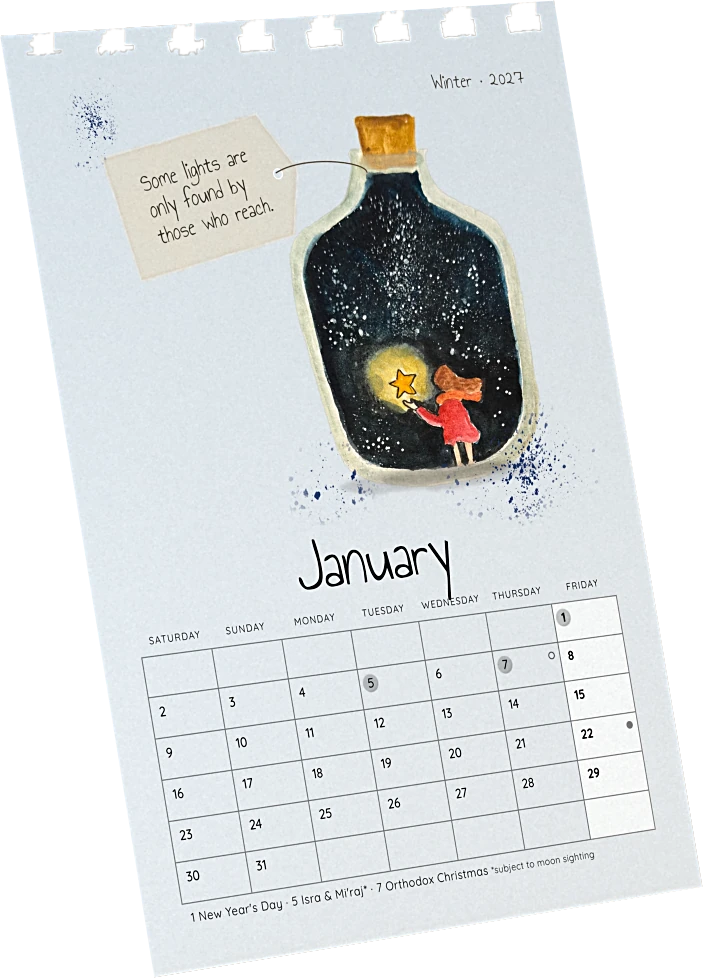 Winter · 2027
Some lights are
only found by
those who reach.
January
SATURDAY SUNDAY MONDAY TUESDAY WEDNESDAY THURSDAY FRIDAY
1
2 3 4 5 6 7 8
9 10 11 12 13 14 15
16 17 18 19 20 21 22
23 24 25 26 27 28 29
30 31
1 New Year's Day · 5 Isra & Mi'raj* · 7 Orthodox Christmas *subject to moon sighting